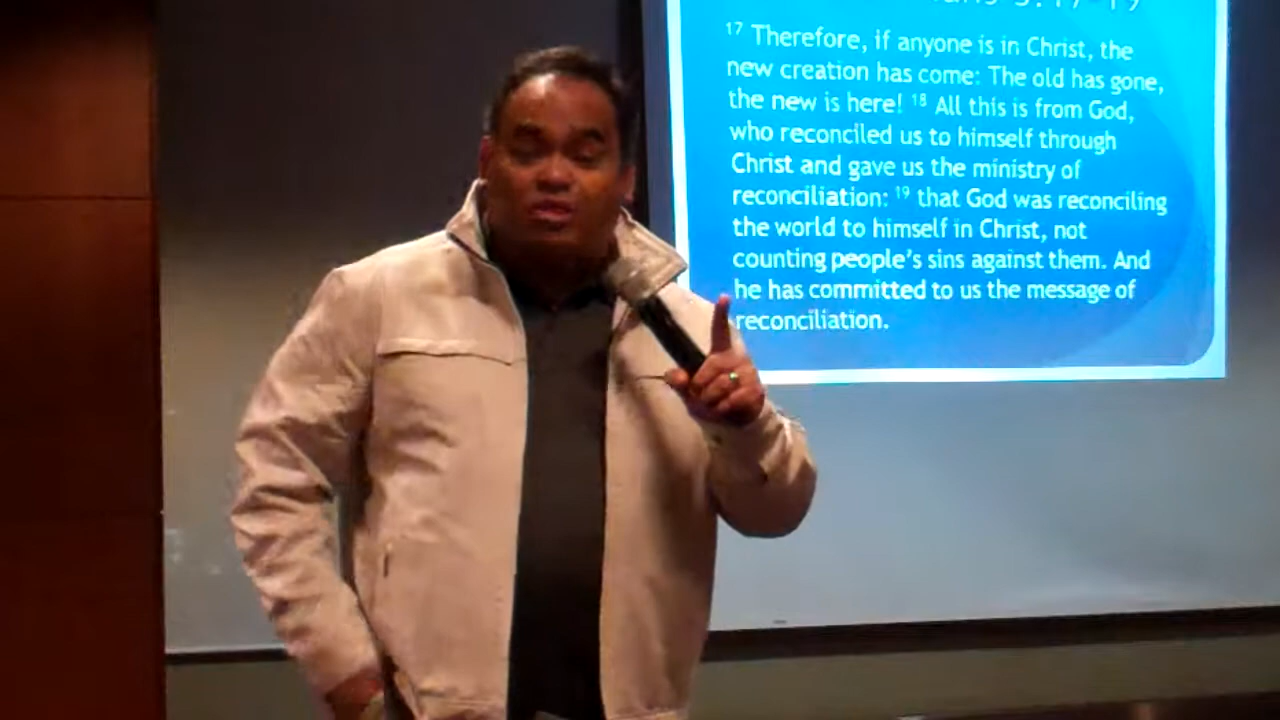 5:17-19
17 Therefore, if anyone is in Christ, the
new creation has come: The old has gone,
the new is here! 18 All this is from God,
who reconciled us to himself through
Christ and gave us the ministry of
reconciliation: 19 that God was reconciling
the world to himself in Christ, not
counting people's sins against them. And
he has committed to us the message of
reconciliation.